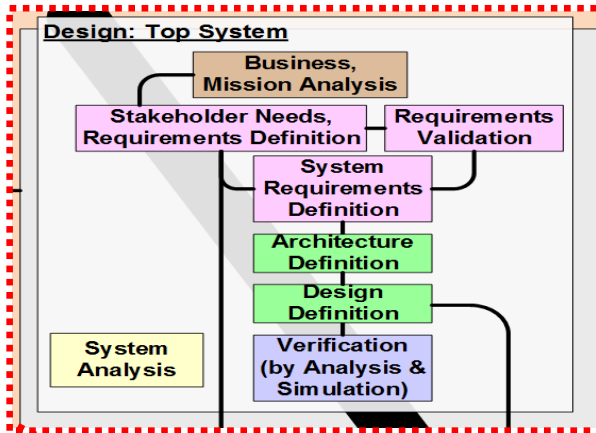 Design: Top System
Business,
Mission Analysis
Stakeholder Needs,
Requirements Definition
Requirements
Validation
System
Requirements
Definition
Architecture
Definition
Design
Definition
Verification
(by Analysis &
Simulation)
System
Analysis